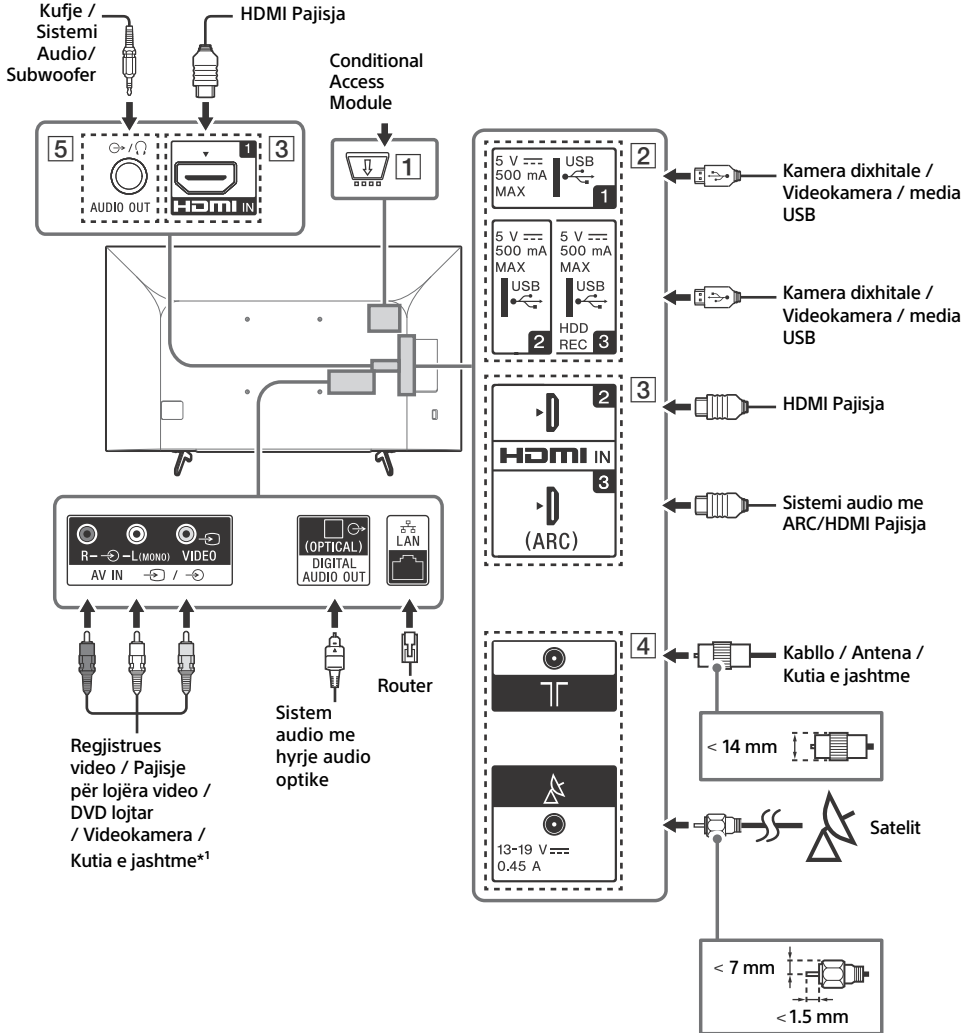 Kufje /
Sistemi
Audio/
Subwoofer
HDMI Pajisja
Conditional
Access
Module
5
AUDIO OUT
1
HDMI IN
3
1
2
5 V
500 mA
MAX
USB
1
5 V
500 mA
MAX
USB
2
5 V
500 mA
MAX
USB
HDD
REC 3
Kamera dixhitale /
Videokamera / media
USB
Kamera dixhitale /
Videokamera / media
USB
3
2
HDMI IN
3
(ARC)
HDMI Pajisja
Sistemi audio me
ARC/HDMI Pajisja
R- -L(MONO) VIDEO
AV IN /
(OPTICAL)
DIGITAL
AUDIO OUT
LAN
Regjistrues
video / Pajisje
për lojëra video /
DVD lojtar
/ Videokamera /
Kutia e jashtme*1
Sistem
audio me
hyrje audio
optike
Router
4
Kabllo / Antena /
Kutia e jashtme
< 14 mm
13-19 V
0.45 A
Satelit
< 7 mm
<1.5 mm